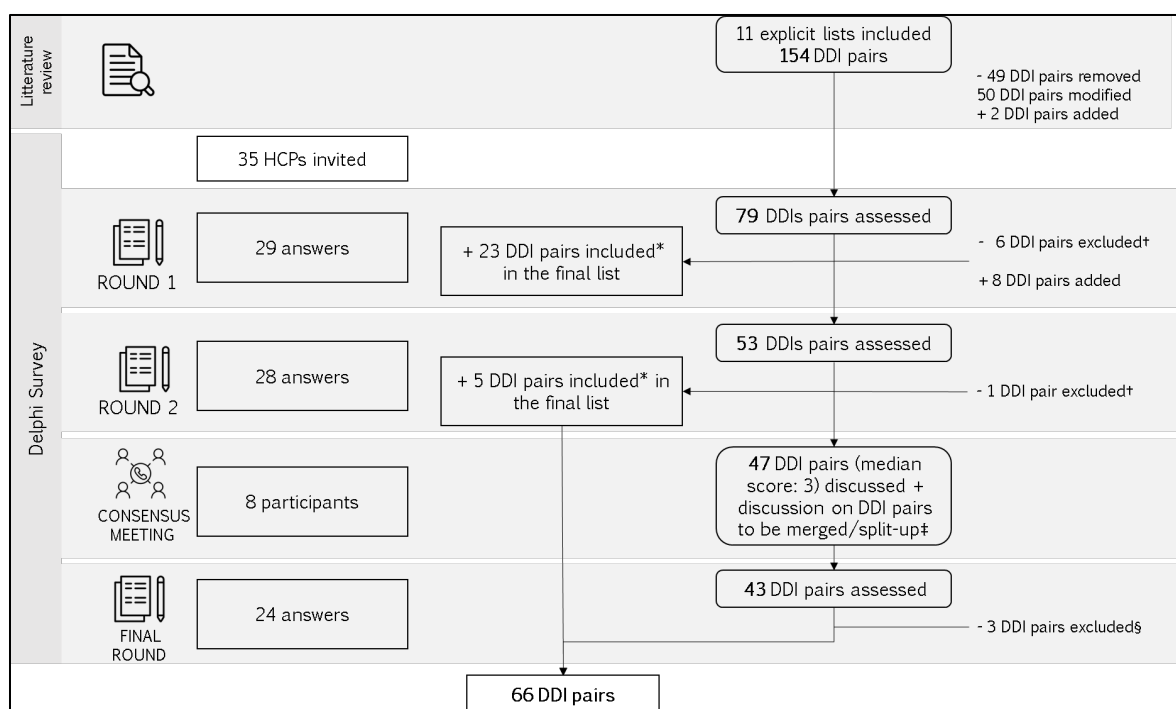 Litterature
review
11 explicit lists included
154 DDI pairs
- 49 DDI pairs removed
50 DDI pairs modified
+ 2 DDI pairs added
Delphi Survey
35 HCPs invited
ROUND 1
29 answers
+ 23 DDI pairs included*
in the final list
79 DDIs pairs assessed
- 6 DDI pairs excluded†
+ 8 DDI pairs added
ROUND 2
28 answers
+ 5 DDI pairs included* in
the final list
53 DDIs pairs assessed
- 1 DDI pair excluded†
CONSENSUS
MEETING
8 participants
47 DDI pairs (median
score: 3) discussed +
discussion on DDI pairs
to be merged/split-up‡
FINAL
ROUND
24 answers
43 DDI pairs assessed
- 3 DDI pairs excluded§
66 DDI pairs